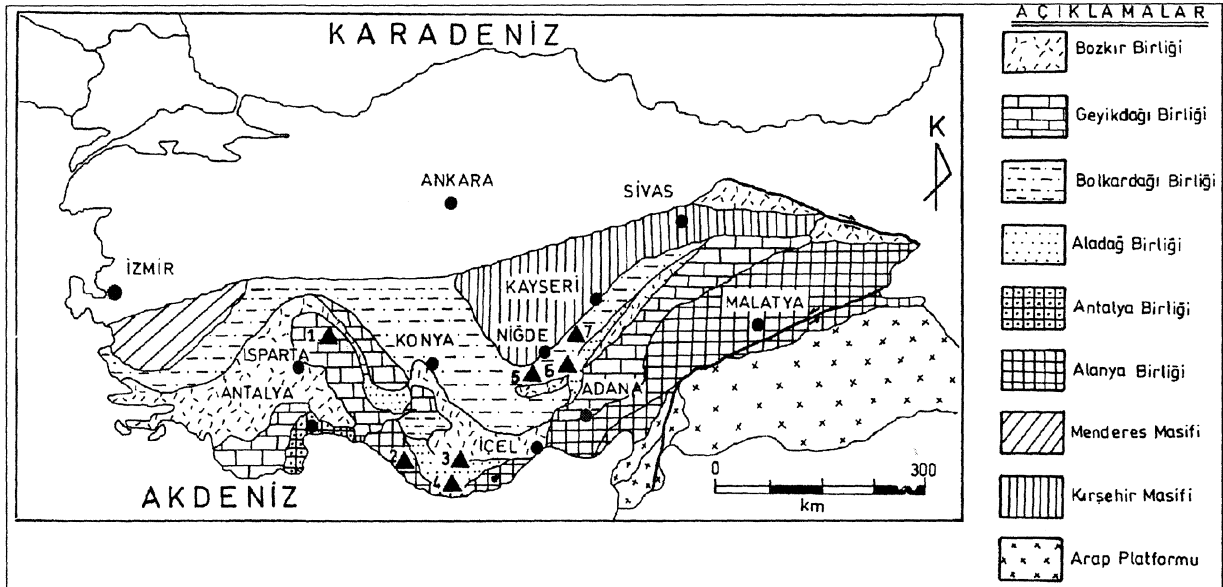 KARADENİZ
K
ANKARA
SİVAS
İZMİR
KAYSERİ
MALATYA
NİĞDE
7
1
ISPARTA
KONYA
5
6
ADANA
ANTALYA
İÇEL
2
3
4
AKDENİZ
0 300
km
AÇIKLAMALAR
Bozkır Birliği
Geyikdağı Birliği
Bolkardağı Birliği
Aladağ Birliği
Antalya Birliği
Alanya Birliği
Menderes Masifi
Kırşehir Masifi
Arap Platformu